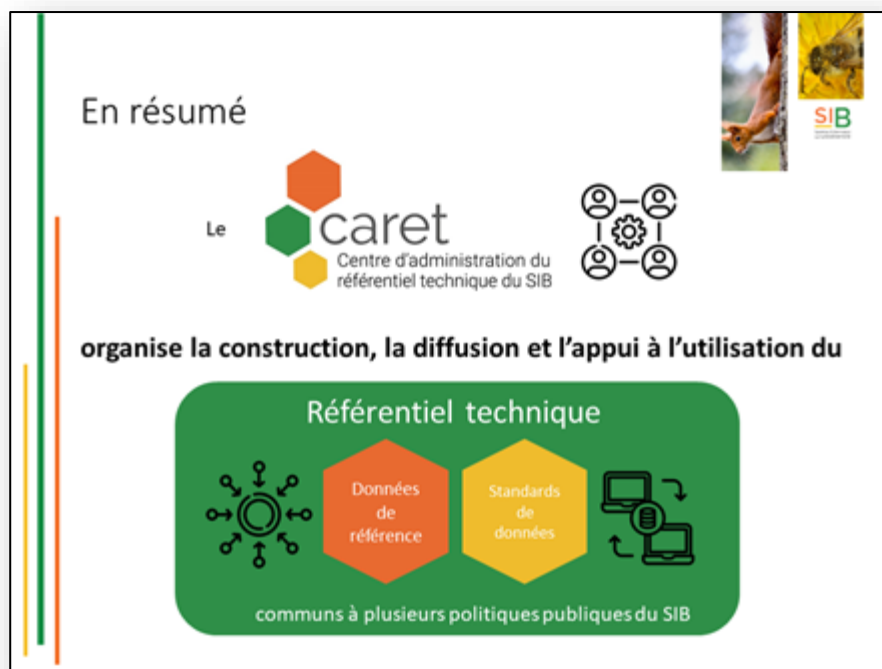 En résumé
SIB
Le
caret
Centre d'administration du
référentiel technique du SIB
organise la construction, la diffusion et l'appui à l'utilisation du
Référentiel technique
Données
de
référence
Standards
de
données
communs à plusieurs politiques publiques du SIB